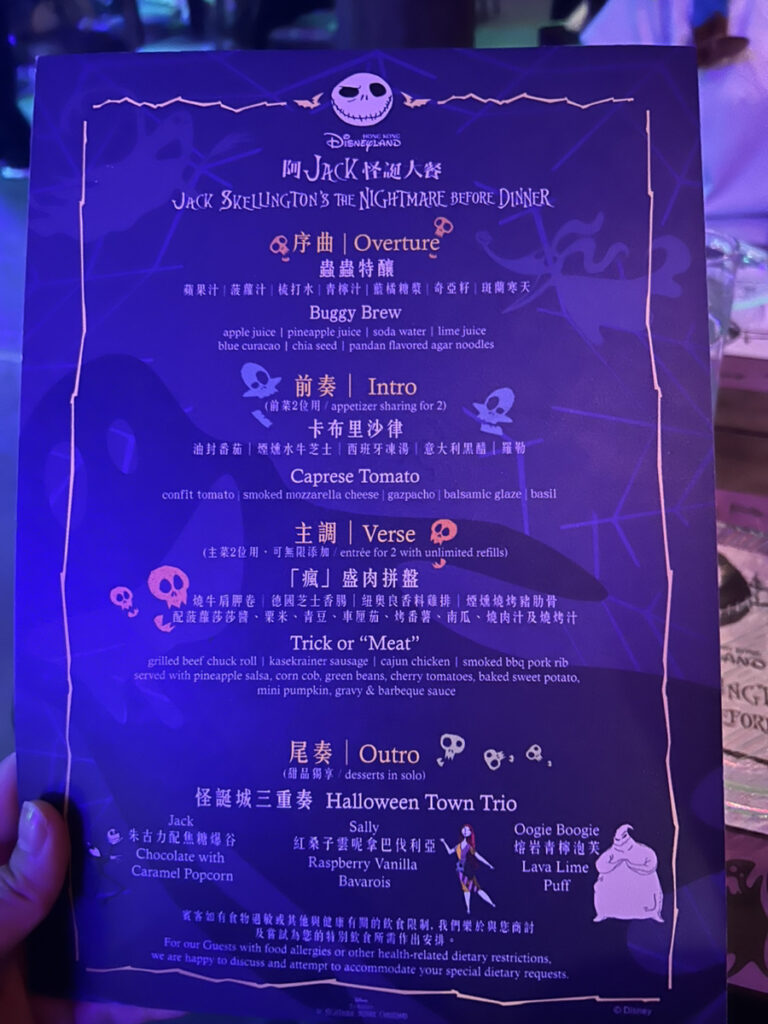 HONG KONG
Disneyland
阿JACK怪誕大餐
JACK SKELLINGTON'S THE NIGHTMARE BEFORE DINNER
序曲 | Overture
蟲蟲特釀
蘋果汁 | 菠蘿汁 | 梳打水 | 青檸汁 | 藍橘糖漿 | 奇亞籽 | 斑蘭寒天
Buggy Brew
apple juice | pineapple juice | soda water | lime juice
blue curacao | chia seed | pandan flavored agar noodles
前奏 | Intro
(前菜2位用 / appetizer sharing for 2)
卡布里沙律
油封番茄 | 煙燻水牛芝士 | 西班牙凍湯 | 意大利黑醋 | 羅勒
Caprese Tomato
confit tomato | smoked mozzarella cheese | gazpacho | balsamic glaze | basil
主調 | Verse
(主菜2位用，可無限添加 / entrée for 2 with unlimited refills)
「瘋」盛肉拼盤
燒牛肩胛卷 | 德國芝士香腸 | 紐奧良香料雞排 | 煙燻燒烤豬肋骨
配菠蘿莎莎醬、粟米、青豆、車厘茄、烤番薯、南瓜、燒肉汁及燒烤汁
Trick or "Meat"
grilled beef chuck roll | kasekrainer sausage | cajun chicken | smoked bbq pork rib
served with pineapple salsa, corn cob, green beans, cherry tomatoes, baked sweet potato,
mini pumpkin, gravy & barbeque sauce
尾奏 | Outro
(甜品獨享 / desserts in solo)
怪誕城三重奏 Halloween Town Trio
Jack
朱古力配焦糖爆谷
Chocolate with
Caramel Popcorn
Sally
紅桑子雲呢拿巴伐利亞
Raspberry Vanilla
Bavarois
Oogie Boogie
熔岩青檸泡芙
Lava Lime
Puff
賓客如有食物過敏或其他與健康有關的飲食限制，我們樂於與您商討
及嘗試為您的特別飲食所需作出安排。
For our Guests with food allergies or other health-related dietary restrictions,
we are happy to discuss and attempt to accommodate your special dietary requests.
© Disney